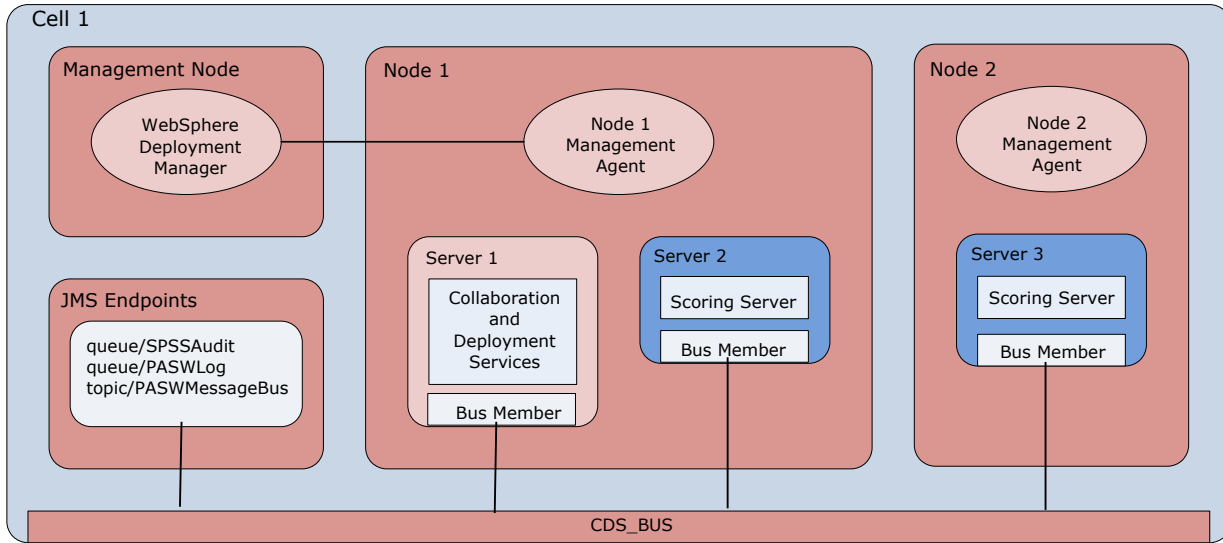 Cell 1
Management Node
WebSphere
Deployment
Manager
Node 1
Node 1
Management
Agent
Node 2
Node 2
Management
Agent
JMS Endpoints
queue/SPSSAudit
queue/PASWLog
topic/PASWMessageBus
Server 1
Collaboration
and
Deployment
Services
Bus Member
Server 2
Scoring Server
Bus Member
Server 3
Scoring Server
Bus Member
CDS_BUS